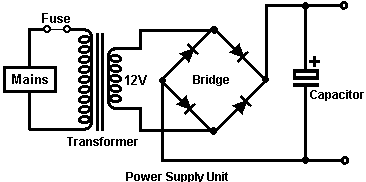 Fuse
Mains
12V
Bridge
+
Capacitor
Transformer
Power Supply Unit